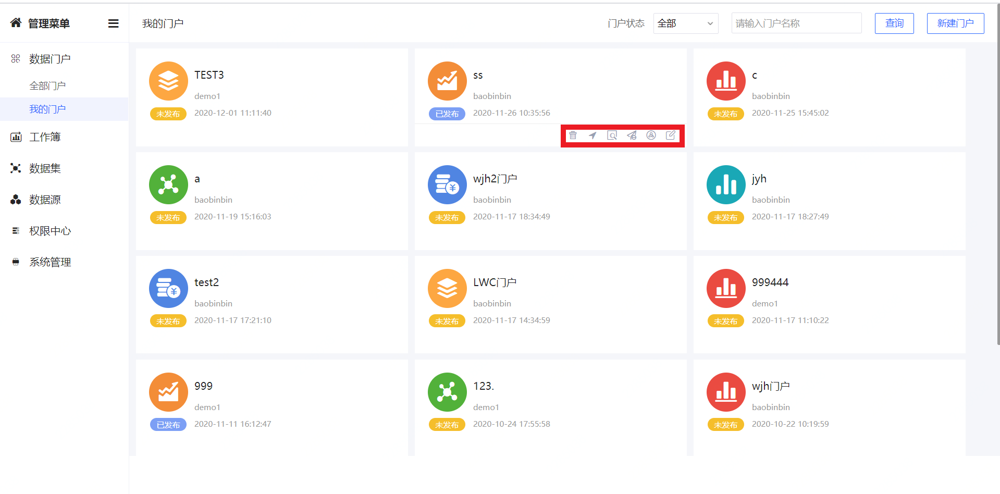 管理菜单
我的门户
门户状态
全部
请输入门户名称
查询
新建门户
数据门户
全部门户
我的门户
工作簿
数据集
数据源
权限中心
系统管理
TEST3
demo1
未发布
2020-12-01 11:11:40
ss
baobinbin
已发布
2020-11-26 10:35:56
c
baobinbin
未发布
2020-11-25 15:45:02
a
baobinbin
未发布
2020-11-19 15:16:03
wjh2门户
baobinbin
未发布
2020-11-17 18:34:49
jyh
baobinbin
未发布
2020-11-17 18:27:49
test2
baobinbin
未发布
2020-11-17 17:21:10
LWC门户
baobinbin
未发布
2020-11-17 14:34:59
999444
demo1
未发布
2020-11-17 11:10:22
999
demo1
已发布
2020-11-11 16:12:47
123.
demo1
未发布
2020-10-24 17:55:58
wjh门户
baobinbin
未发布
2020-10-22 10:19:59